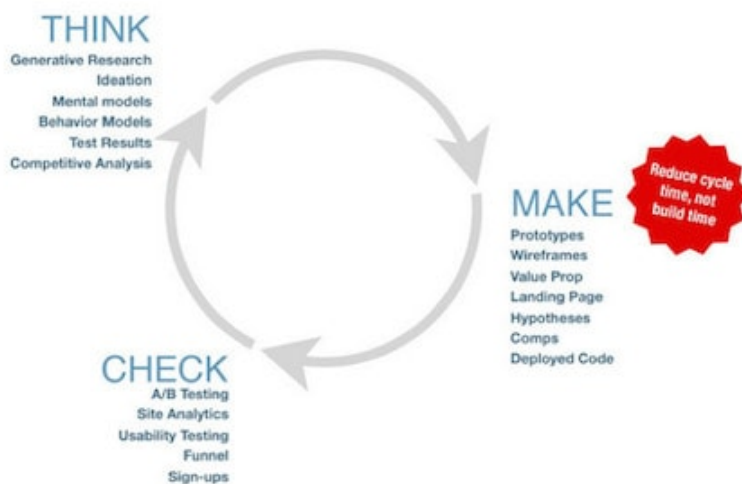 THINK
Generative Research
Ideation
Mental models
Behavior Models
Test Results
Competitive Analysis
Reduce cycle
time, not
build time
MAKE
Prototypes
Wireframes
Value Prop
Landing Page
Hypotheses
Comps
Deployed Code
CHECK
A/B Testing
Site Analytics
Usability Testing
Funnel
Sign-ups